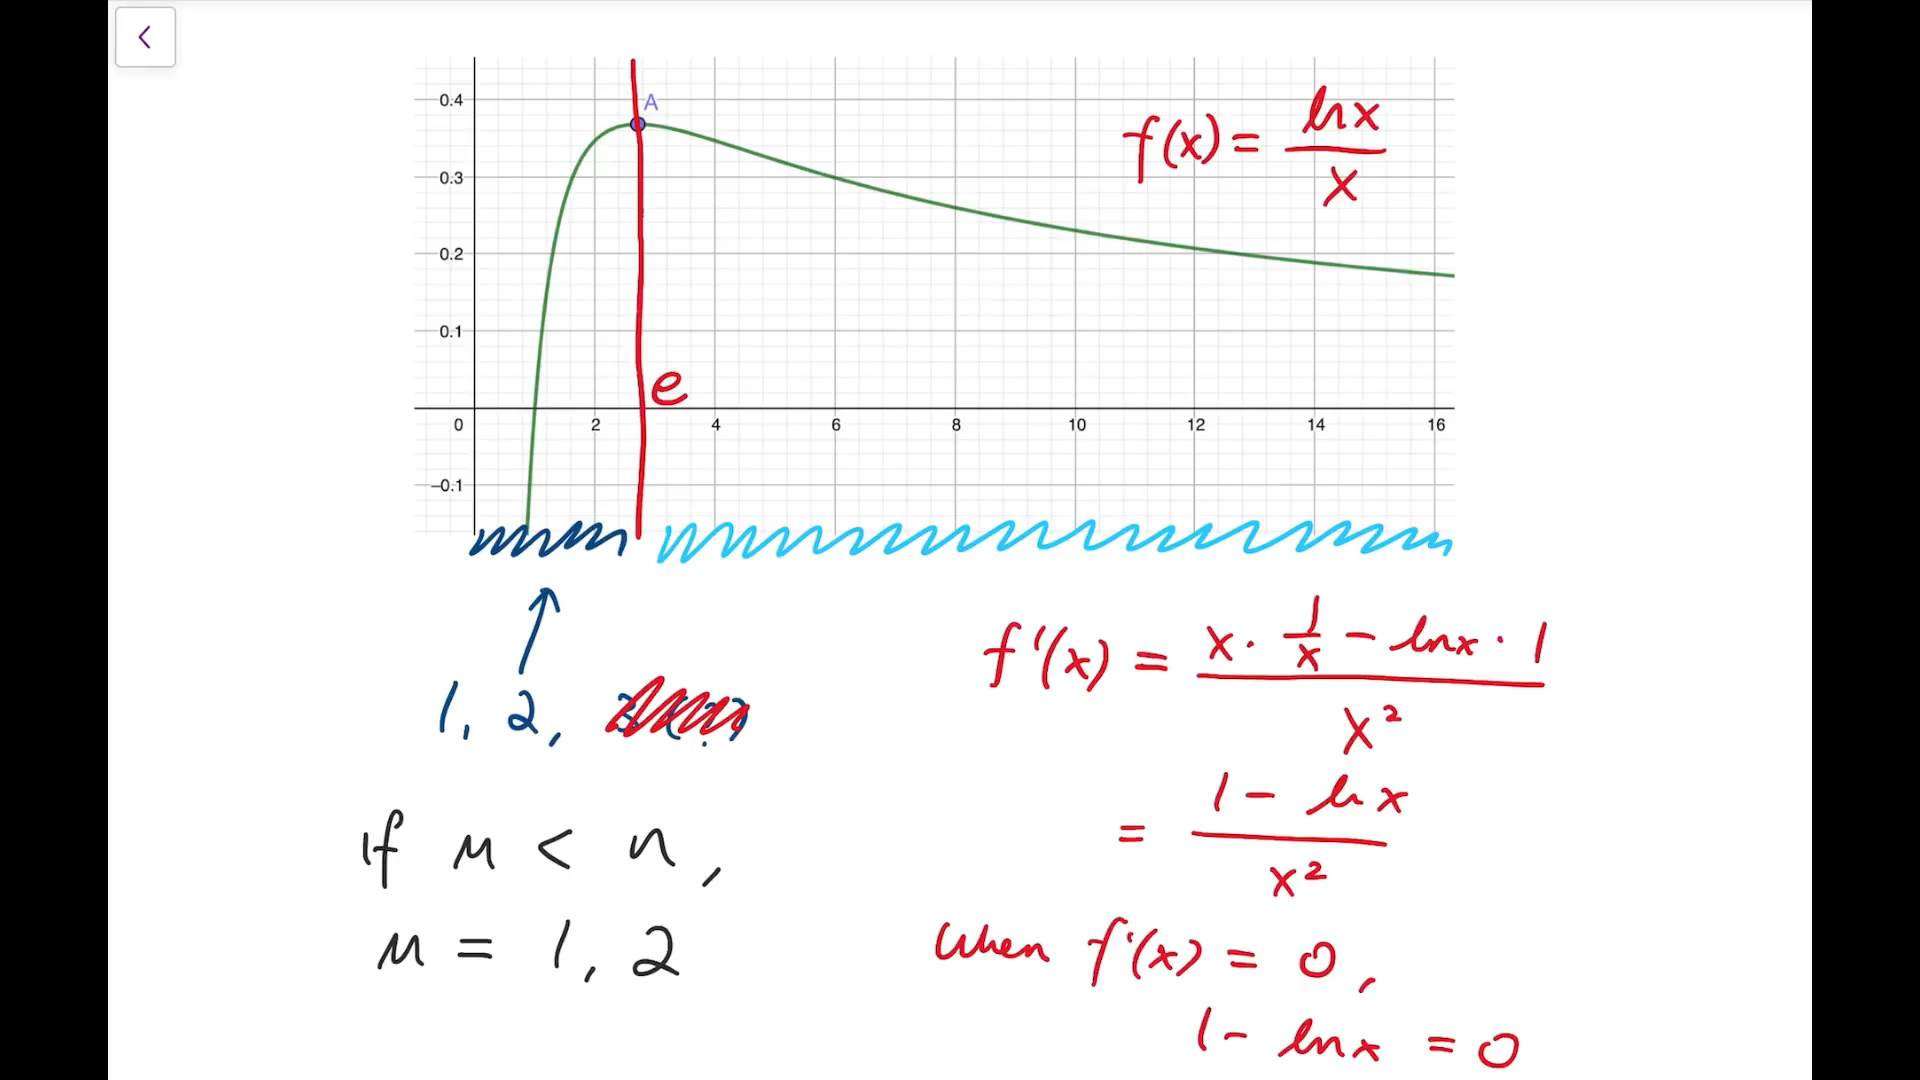 0.4
A
0.3
0.2
0.1
0 2 4 6 8 10 12 14 16
–0.1
f(x) = ln x / x
e
1, 2,
If m < n,
m = 1, 2
f'(x) = x · 1/x – ln x · 1 / x²
= 1 – ln x / x²
When f'(x) = 0,
1 – ln x = 0